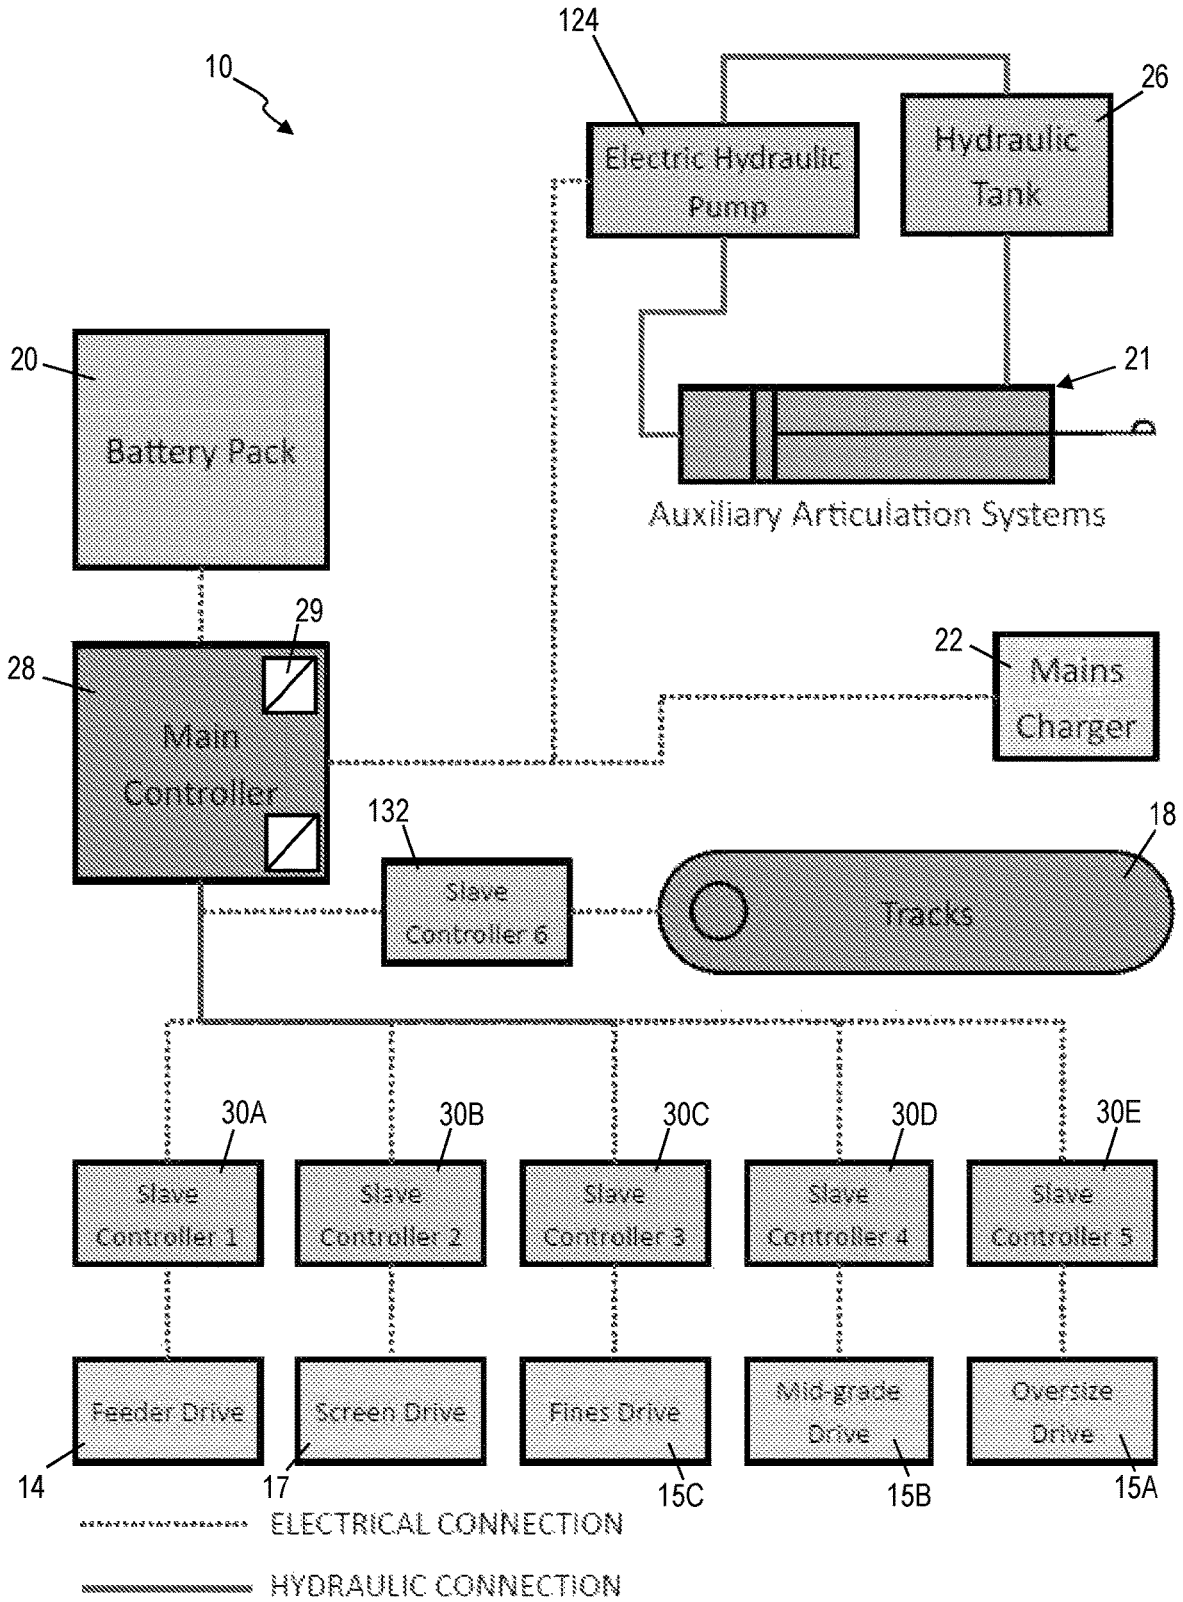 124
10
26
Electric Hydraulic
Pump
Hydraulic
Tank
20
21
Battery Pack
Auxiliary Articulation Systems
29
28
22
Main
Controller
Mains
Charger
132
18
Slave
Controller 6
Tracks
30A
30B
30C
30D
30E
Slave
Controller 1
Slave
Controller 2
Slave
Controller 3
Slave
Controller 4
Slave
Controller 5
Feeder Drive
Screen Drive
Fines Drive
Mid-grade
Drive
Oversize
Drive
14
17
15C
15B
15A
ELECTRICAL CONNECTION
HYDRAULIC CONNECTION